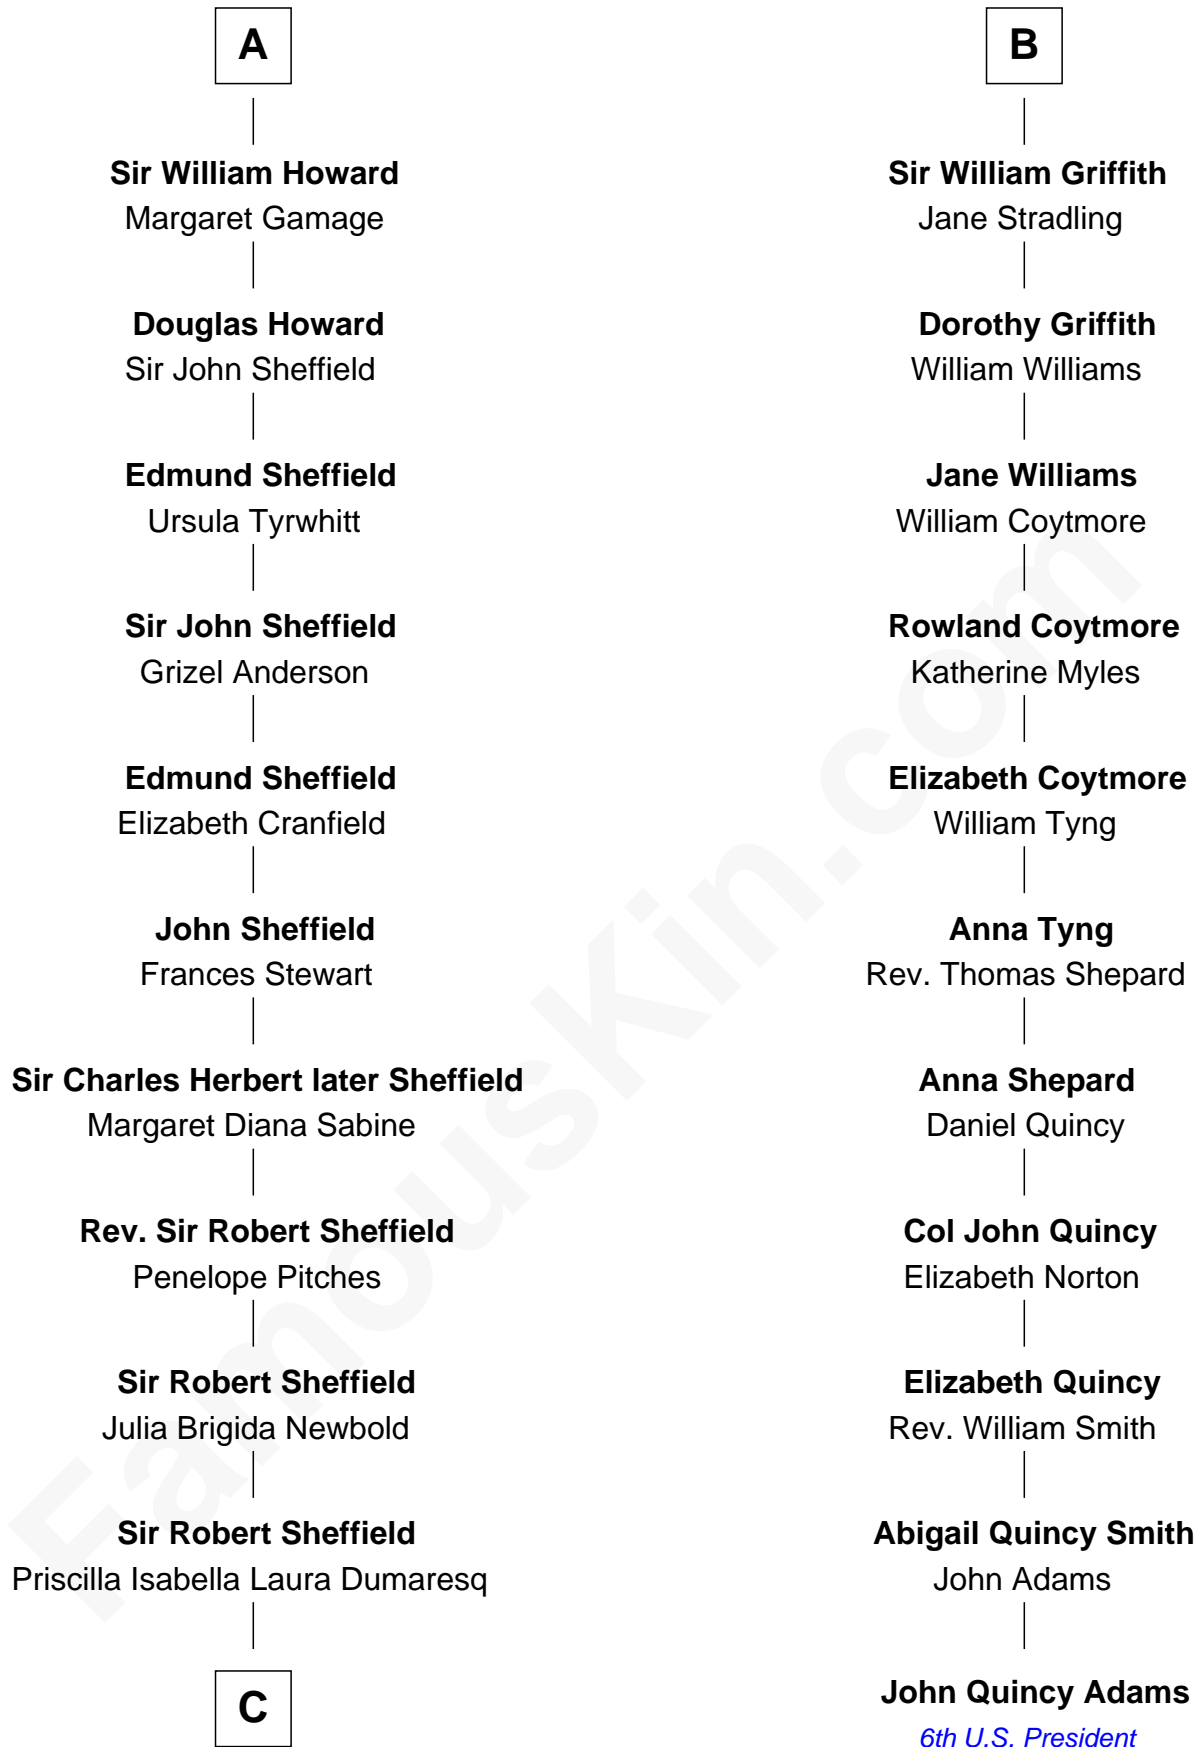 A
Sir William Howard
Margaret Gamage
Douglas Howard
Sir John Sheffield
Edmund Sheffield
Ursula Tyrwhitt
Sir John Sheffield
Grizel Anderson
Edmund Sheffield
Elizabeth Cranfield
John Sheffield
Frances Stewart
Sir Charles Herbert later Sheffield
Margaret Diana Sabine
Rev. Sir Robert Sheffield
Penelope Pitches
Sir Robert Sheffield
Julia Brigida Newbold
Sir Robert Sheffield
Priscilla Isabella Laura Dumaresq
C
B
Sir William Griffith
Jane Stradling
Dorothy Griffith
William Williams
Jane Williams
William Coytmore
Rowland Coytmore
Katherine Myles
Elizabeth Coytmore
William Tyng
Anna Tyng
Rev. Thomas Shepard
Anna Shepard
Daniel Quincy
Col John Quincy
Elizabeth Norton
Elizabeth Quincy
Rev. William Smith
Abigail Quincy Smith
John Adams
John Quincy Adams
6th U.S. President
FamousKin.com